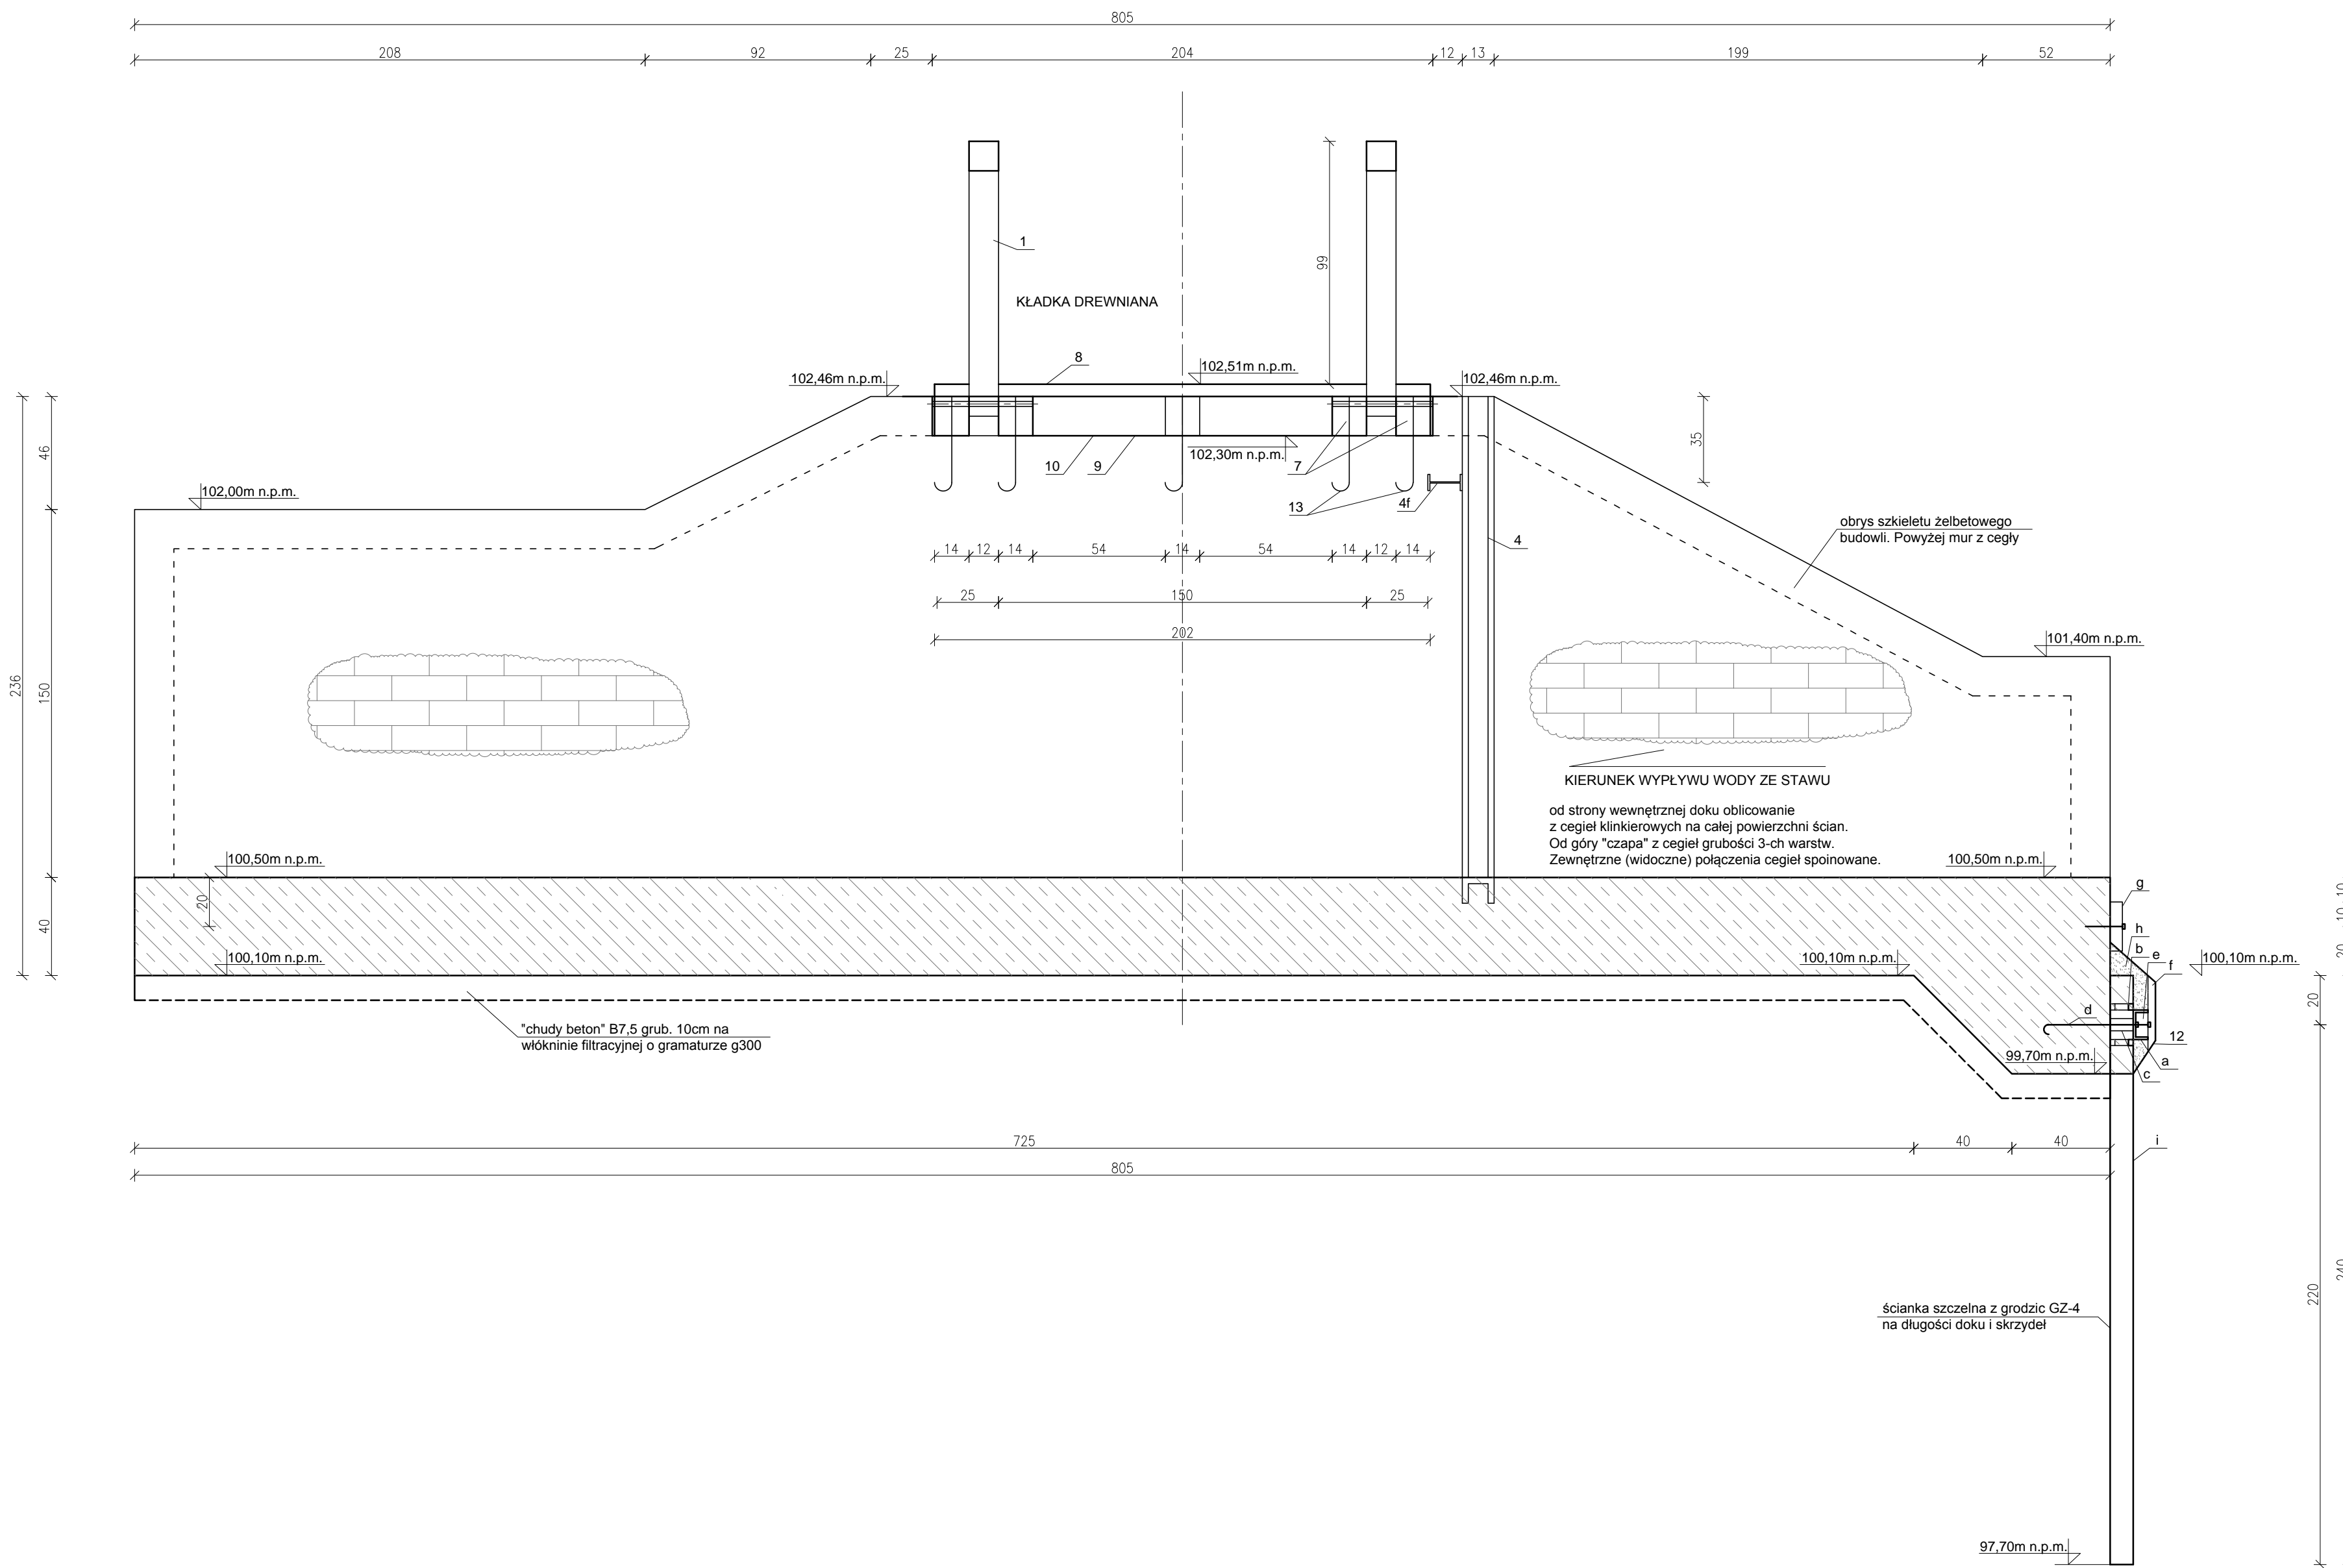 805
208 92 25 204 12 13 199 52
1
99
KŁADKA DREWNIANA
8
102,51m n.p.m.
102,46m n.p.m.
102,46m n.p.m.
46
35
102,30m n.p.m.
10
9
7
102,00m n.p.m.
13
4f
4
obrys szkieletu żelbetowego
budowli. Powyżej mur z cegły
14 12 14 54 14 54 14 12 14
25 150 25
202
101,40m n.p.m.
236
150
KIERUNEK WYPŁYWU WODY ZE STAWU
od strony wewnętrznej doku oblicowanie
z cegieł klinkierowych na całej powierzchni ścian.
Od góry "czapa" z cegieł grubości 3-ch warstw.
Zewnętrzne (widoczne) połączenia cegieł spoinowane.
100,50m n.p.m.
100,50m n.p.m.
g
10
20
40
10
h
b
e
f
20
100,10m n.p.m.
100,10m n.p.m.
100,10m n.p.m.
20
d
"chudy beton" B7,5 grub. 10cm na
włókninie filtracyjnej o gramaturze g300
12
99,70m n.p.m.
a
c
725 40 40
i
805
240
220
ścianka szczelna z grodzic GZ-4
na długości doku i skrzydeł
97,70m n.p.m.